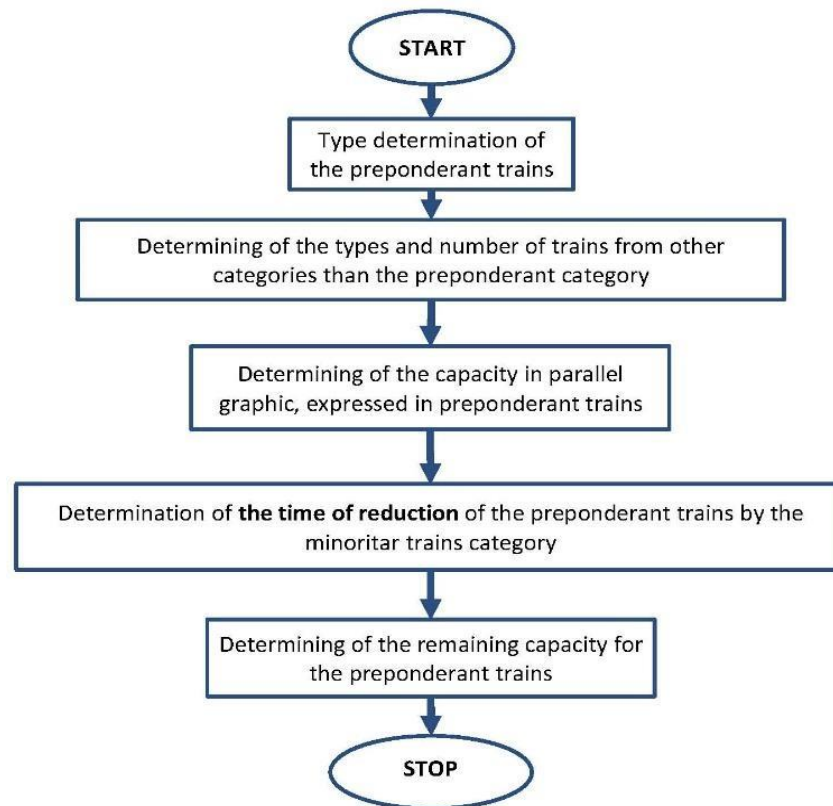 START
Type determination of
the preponderant trains
Determining of the types and number of trains from other
categories than the preponderant category
Determining of the capacity in parallel
graphic, expressed in preponderant trains
Determination of the time of reduction of the preponderant trains by the
minoritar trains category
Determining of the remaining capacity for
the preponderant trains
STOP